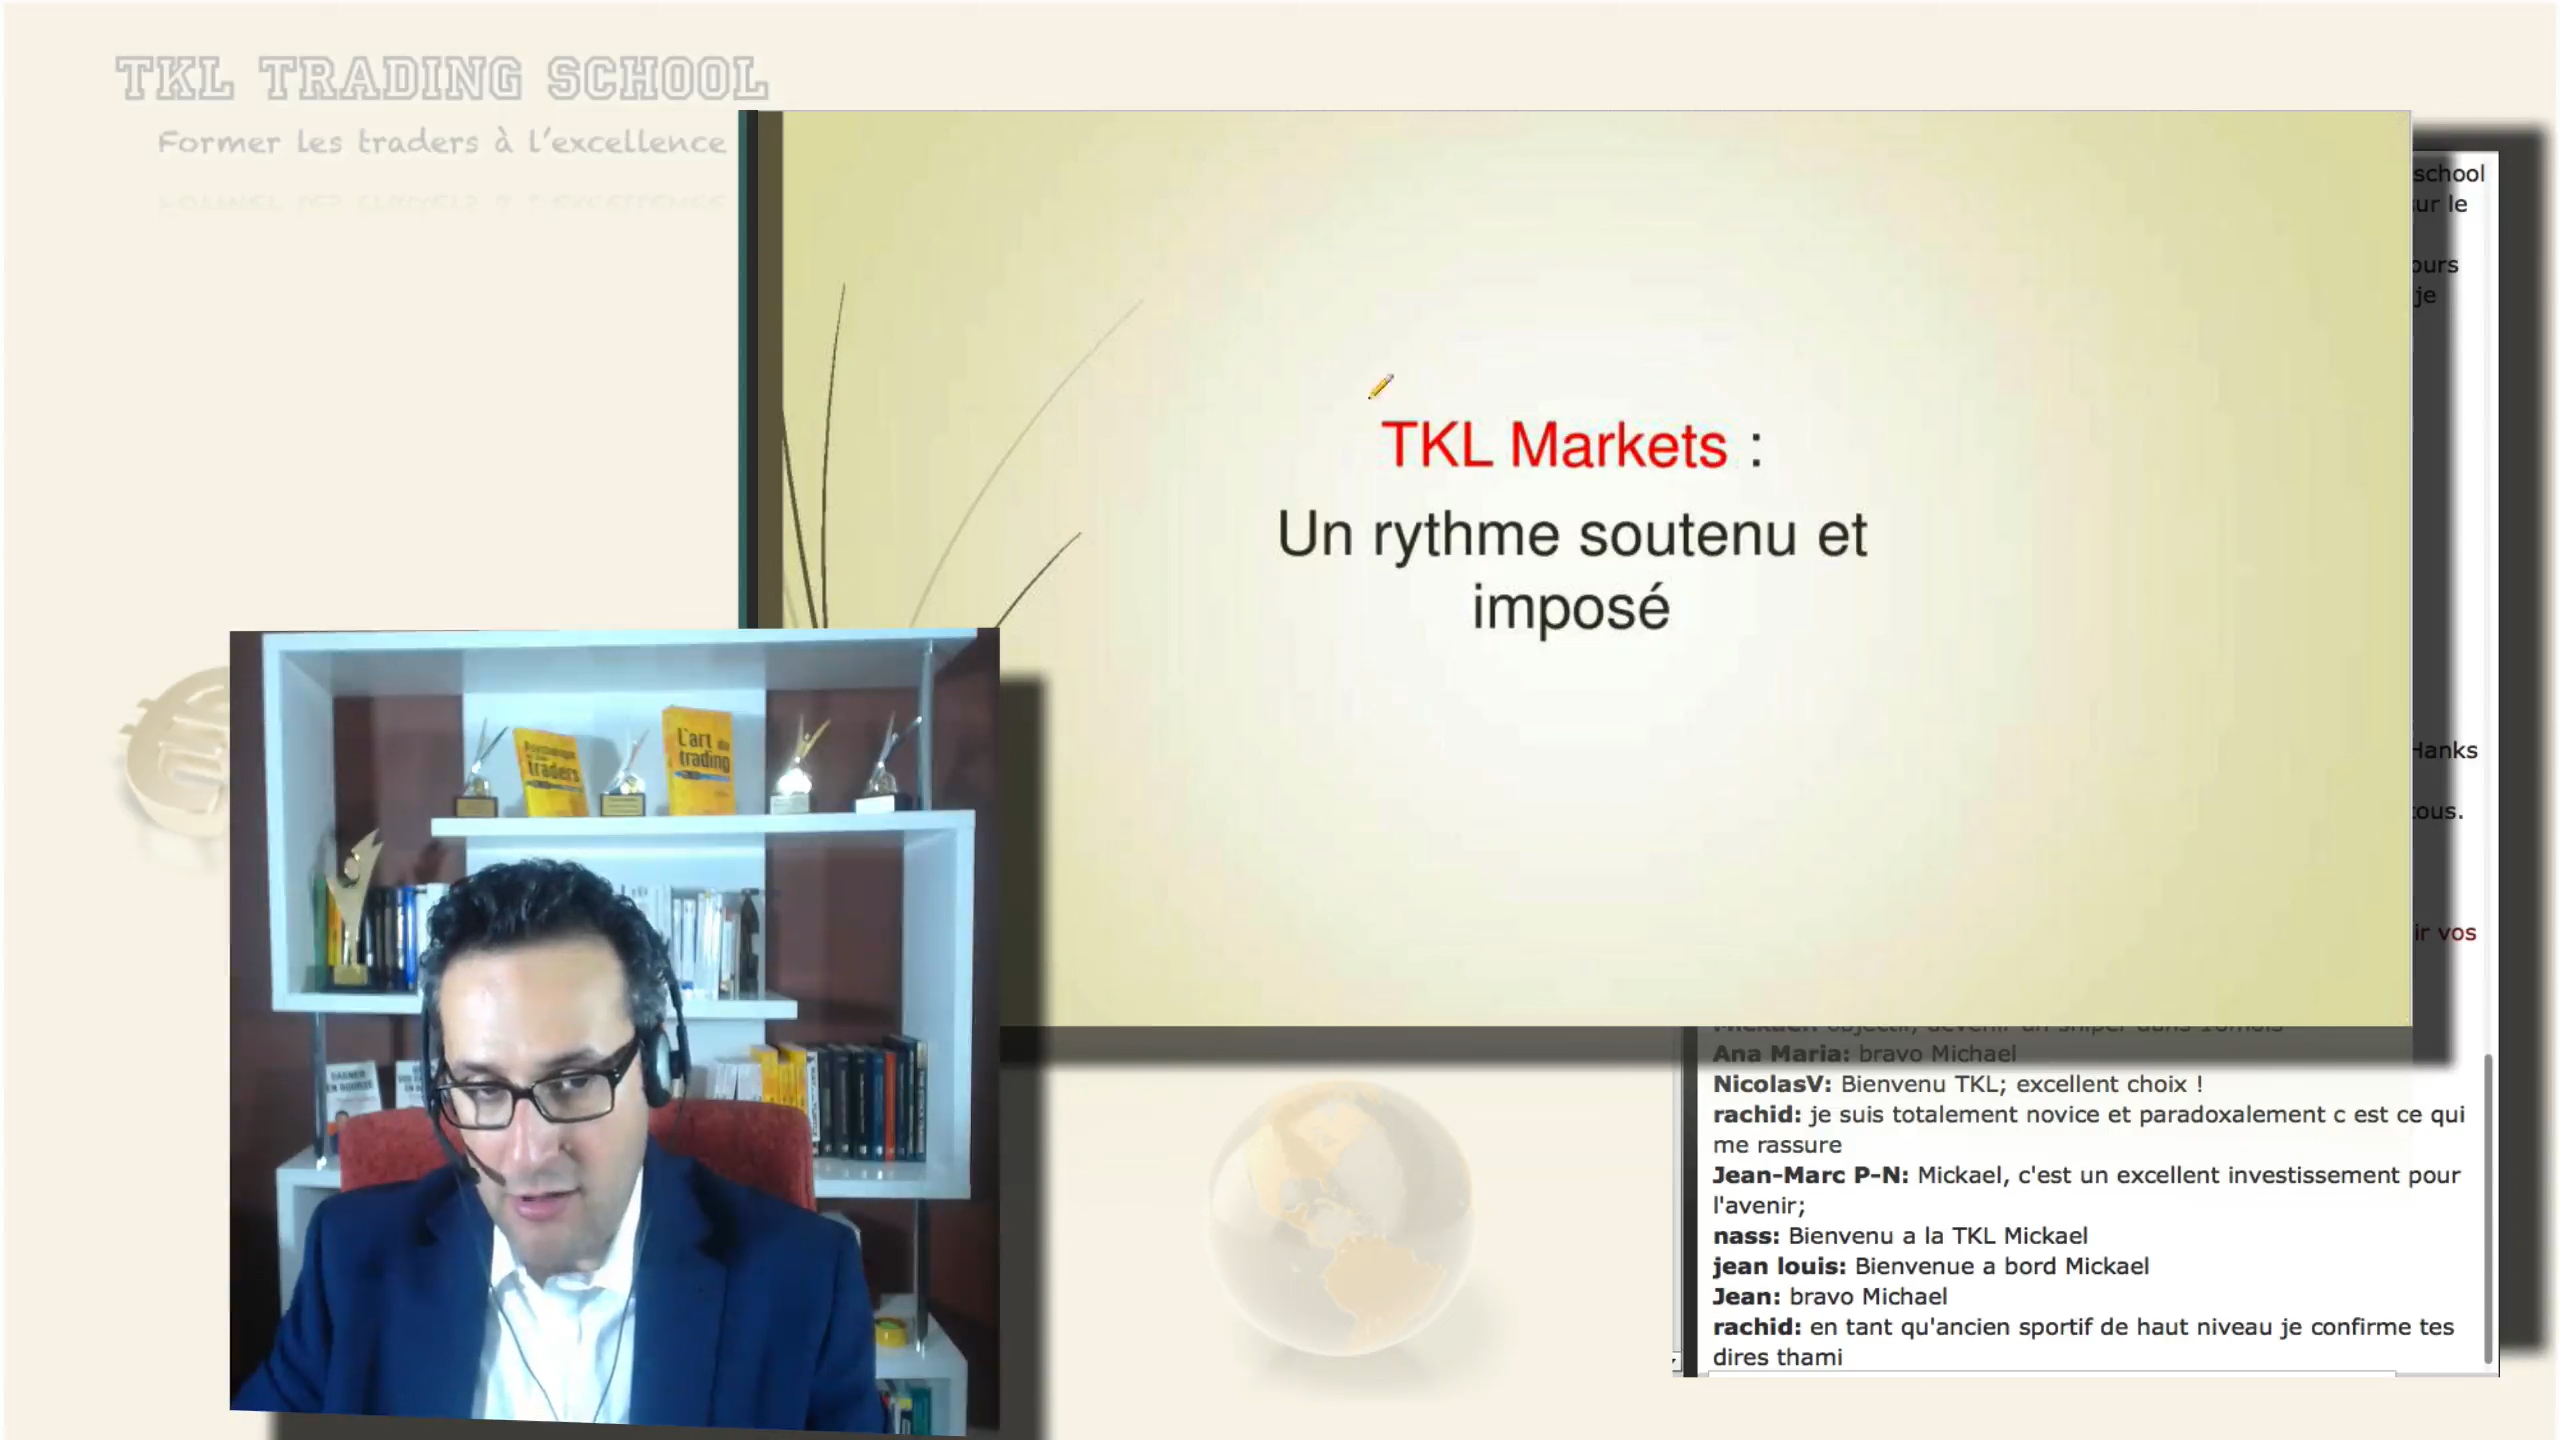 TKL TRADING SCHOOL
Former les traders à l'excellence
TKL Markets :
Un rythme soutenu et
imposé
school
ur le
ours
je
Hanks
tous.
ir vos
traders
L'art du
trading
Ana Maria: bravo Michael
NicolasV: Bienvenu TKL; excellent choix !
rachid: je suis totalement novice et paradoxalement c est ce qui
me rassure
Jean-Marc P-N: Mickael, c'est un excellent investissement pour
l'avenir;
nass: Bienvenu a la TKL Mickael
jean louis: Bienvenue a bord Mickael
Jean: bravo Michael
rachid: en tant qu'ancien sportif de haut niveau je confirme tes
dires thami